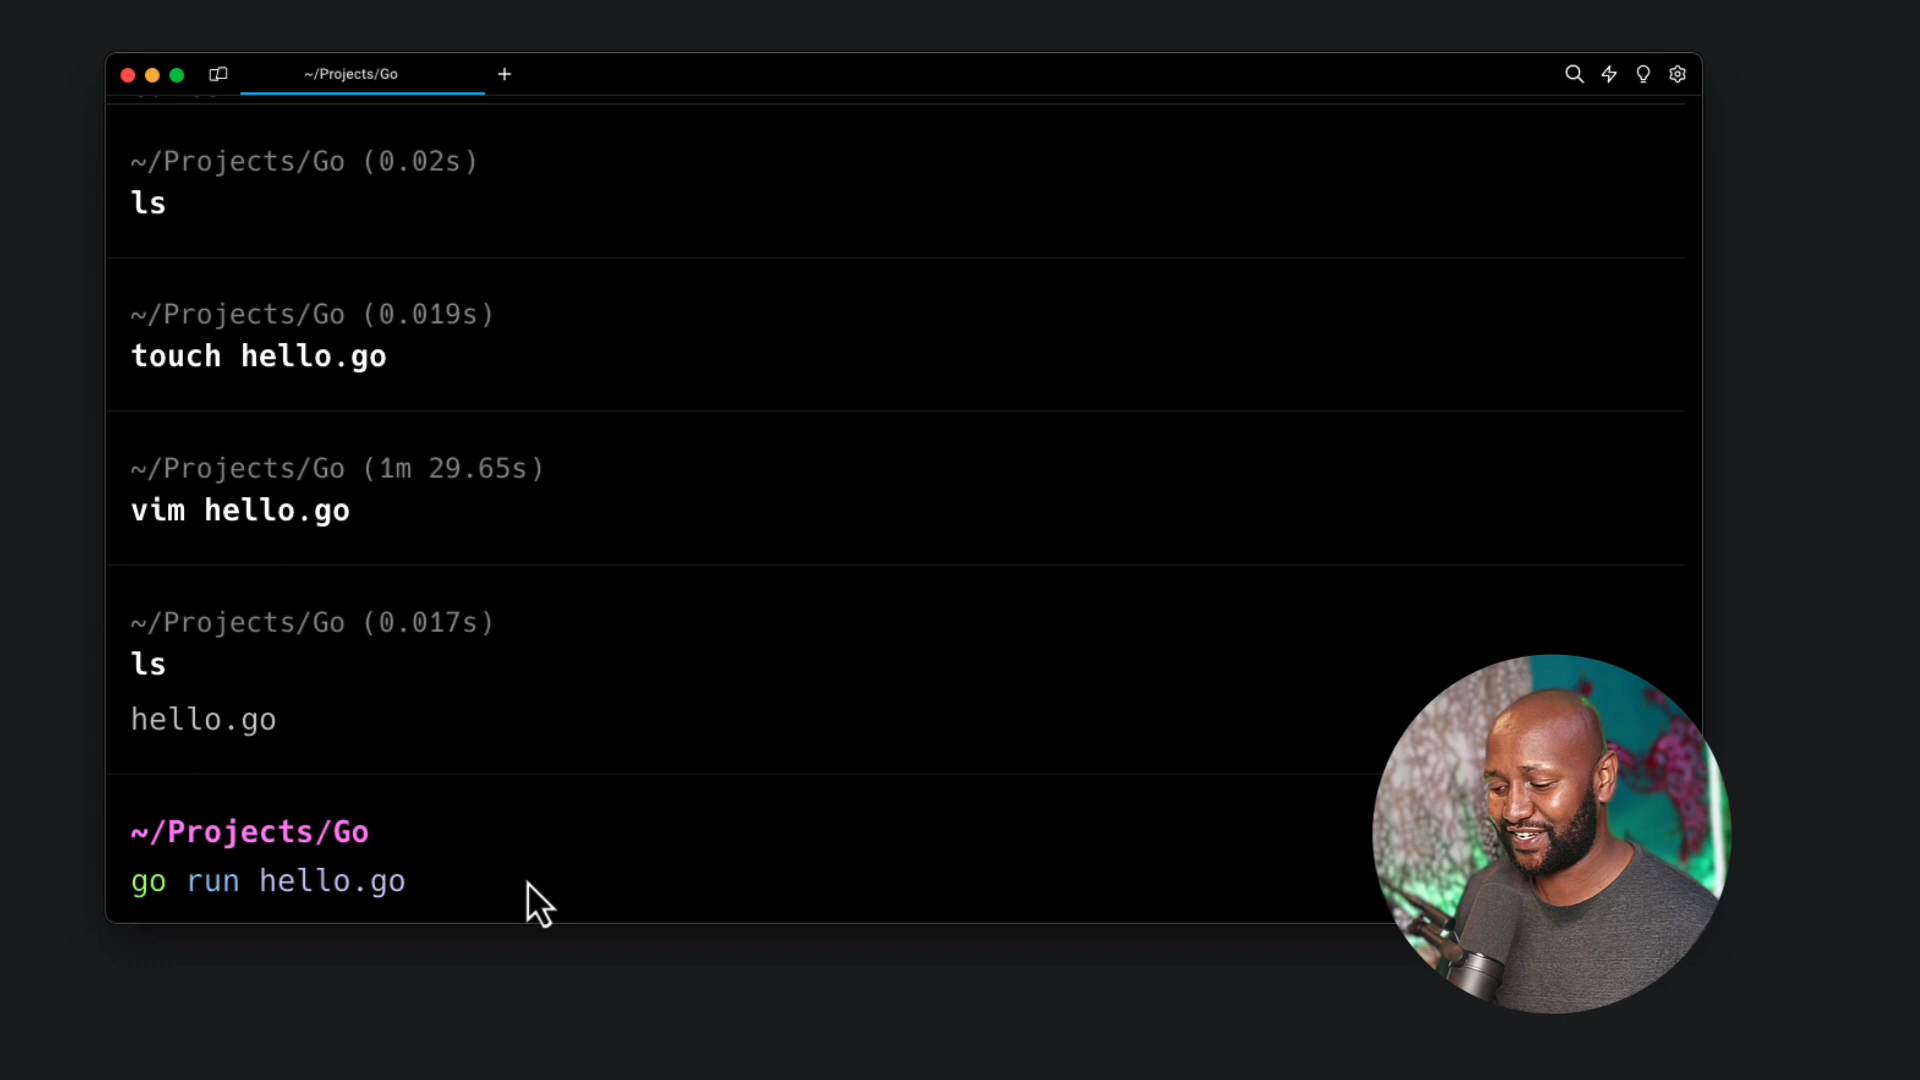 ~/Projects/Go
~/Projects/Go (0.02s)
ls
~/Projects/Go (0.019s)
touch hello.go
~/Projects/Go (1m 29.65s)
vim hello.go
~/Projects/Go (0.017s)
ls
hello.go
~/Projects/Go
go run hello.go